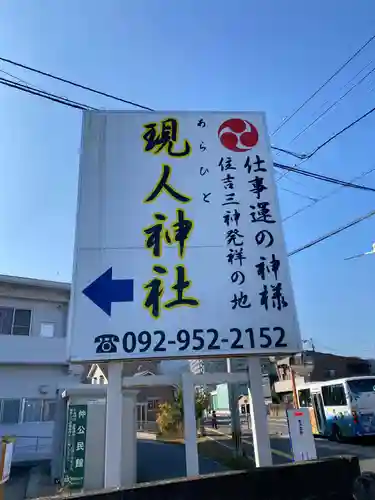 仕事運の神様
住吉三神発祥の地
あらひと
現人神社
☎092-952-2152
仲公民館